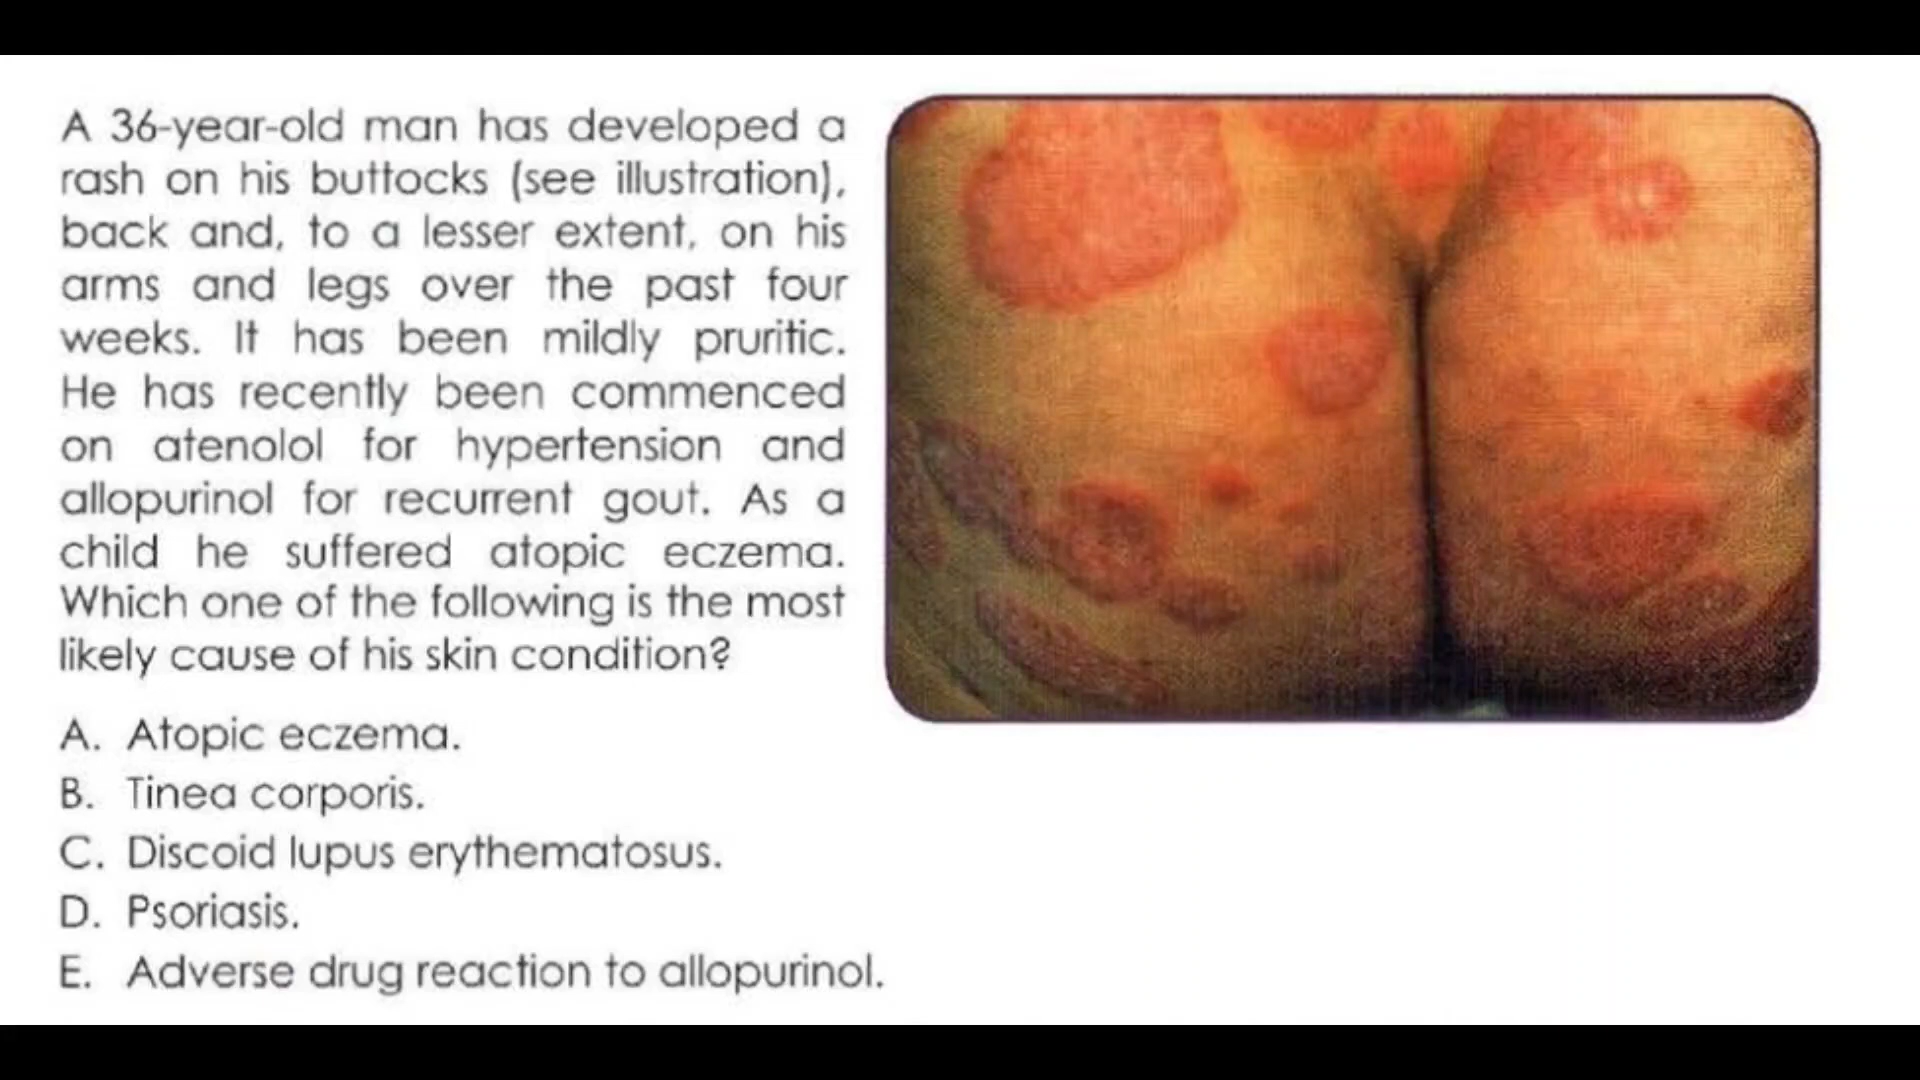 A 36-year-old man has developed a
rash on his buttocks (see illustration),
back and, to a lesser extent, on his
arms and legs over the past four
weeks. It has been mildly pruritic.
He has recently been commenced
on atenolol for hypertension and
allopurinol for recurrent gout. As a
child he suffered atopic eczema.
Which one of the following is the most
likely cause of his skin condition?
A. Atopic eczema.
B. Tinea corporis.
C. Discoid lupus erythematosus.
D. Psoriasis.
E. Adverse drug reaction to allopurinol.